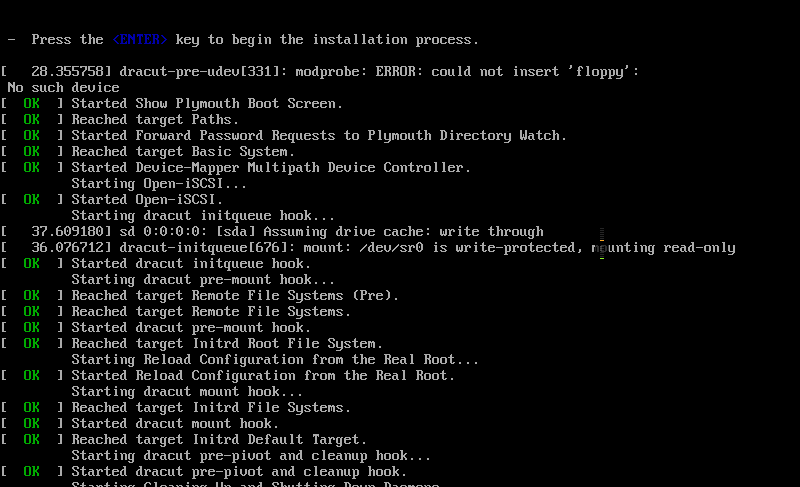 -  Press the <ENTER> key to begin the installation process.
[   28.355758] dracut-pre-udev[331]: modprobe: ERROR: could not insert 'floppy':
No such device
[  OK  ] Started Show Plymouth Boot Screen.
[  OK  ] Reached target Paths.
[  OK  ] Started Forward Password Requests to Plymouth Directory Watch.
[  OK  ] Reached target Basic System.
[  OK  ] Started Device-Mapper Multipath Device Controller.
Starting Open-iSCSI...
[  OK  ] Started Open-iSCSI.
Starting dracut initqueue hook...
[   37.609180] sd 0:0:0:0: [sda] Assuming drive cache: write through
[   36.076712] dracut-initqueue[676]: mount: /dev/sr0 is write-protected, mounting read-only
[  OK  ] Started dracut initqueue hook.
Starting dracut pre-mount hook...
[  OK  ] Reached target Remote File Systems (Pre).
[  OK  ] Reached target Remote File Systems.
[  OK  ] Started dracut pre-mount hook.
[  OK  ] Reached target Initrd Root File System.
Starting Reload Configuration from the Real Root...
[  OK  ] Started Reload Configuration from the Real Root.
Starting dracut mount hook...
[  OK  ] Reached target Initrd File Systems.
[  OK  ] Started dracut mount hook.
[  OK  ] Reached target Initrd Default Target.
Starting dracut pre-pivot and cleanup hook...
[  OK  ] Started dracut pre-pivot and cleanup hook.
Starting Cleaning Up and Shutting Down Daemons